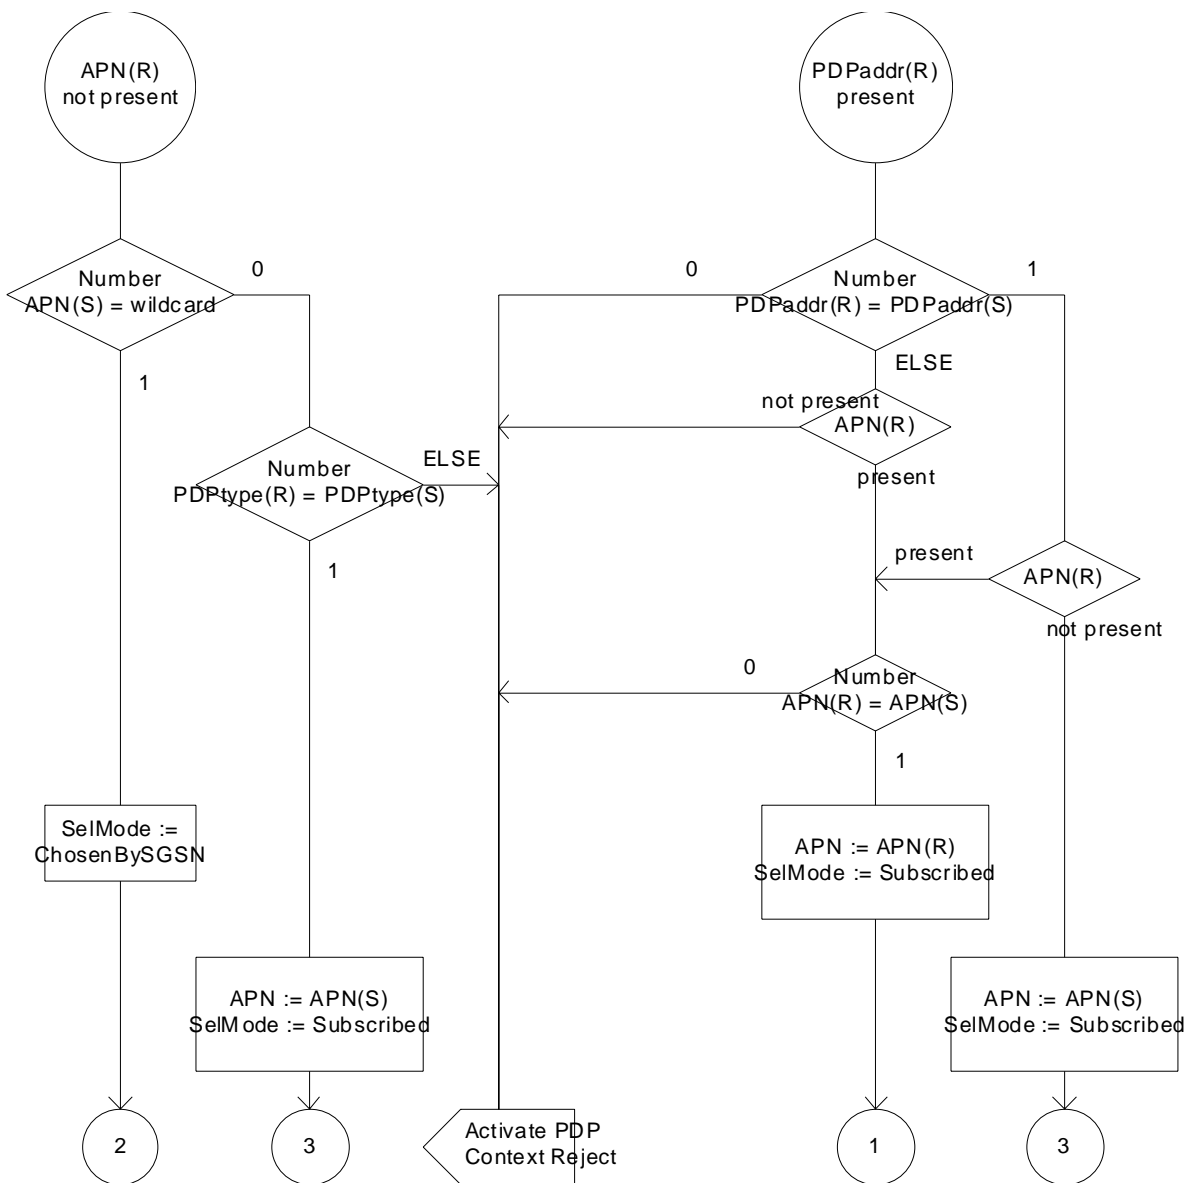 APN(R)
not present
PDPaddr(R)
present
0
Number
APN(S) = wildcard
1
0
Number
PDPaddr(R) = PDPaddr(S)
1
ELSE
not present
APN(R)
present
ELSE
Number
PDPtype(R) = PDPtype(S)
1
present
APN(R)
not present
0
Number
APN(R) = APN(S)
1
SelMode :=
ChosenBySGSN
APN := APN(R)
SelMode := Subscribed
APN := APN(S)
SelMode := Subscribed
APN := APN(S)
SelMode := Subscribed
2
3
Activate PDP
Context Reject
1
3